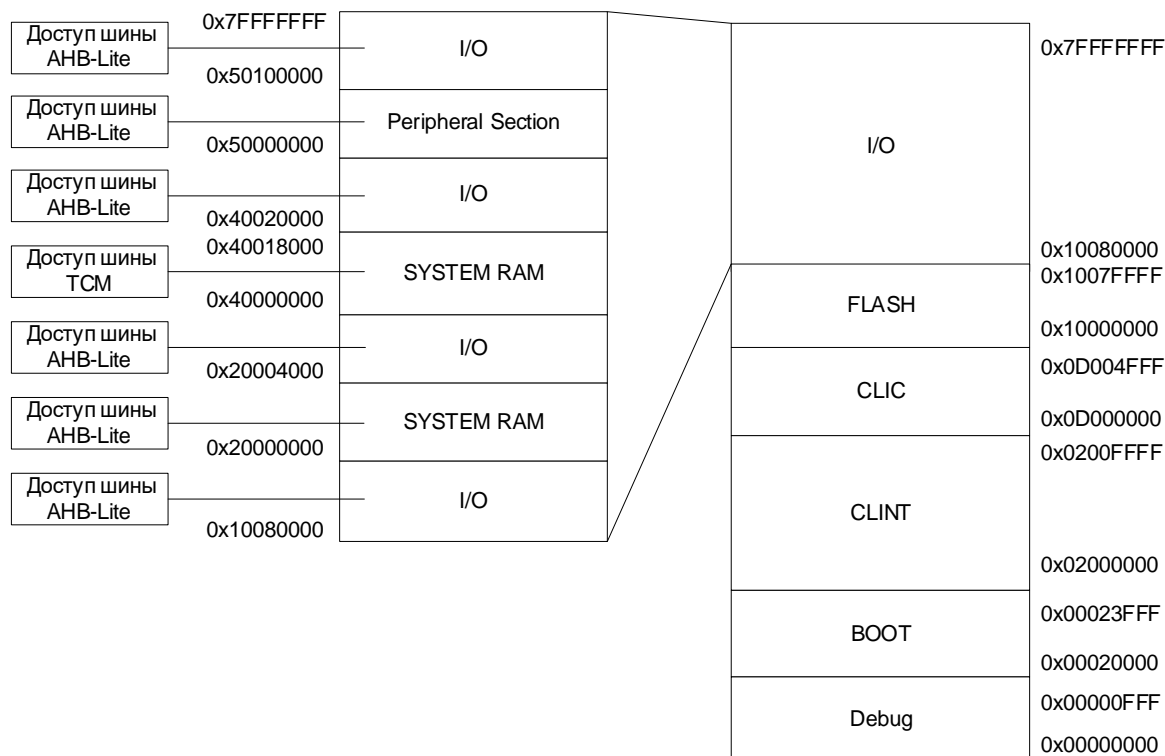 Доступ шины
AHB-Lite
0x7FFFFFFF
I/O
0x50100000
Доступ шины
AHB-Lite
Peripheral Section
0x50000000
Доступ шины
AHB-Lite
I/O
0x40020000
0x40018000
Доступ шины
TCM
SYSTEM RAM
0x40000000
Доступ шины
AHB-Lite
I/O
0x20004000
Доступ шины
AHB-Lite
SYSTEM RAM
0x20000000
Доступ шины
AHB-Lite
I/O
0x10080000
0x7FFFFFFF
I/O
0x10080000
0x1007FFFF
FLASH
0x10000000
0x0D004FFF
CLIC
0x0D000000
0x0200FFFF
CLINT
0x02000000
0x00023FFF
BOOT
0x00020000
0x00000FFF
Debug
0x00000000